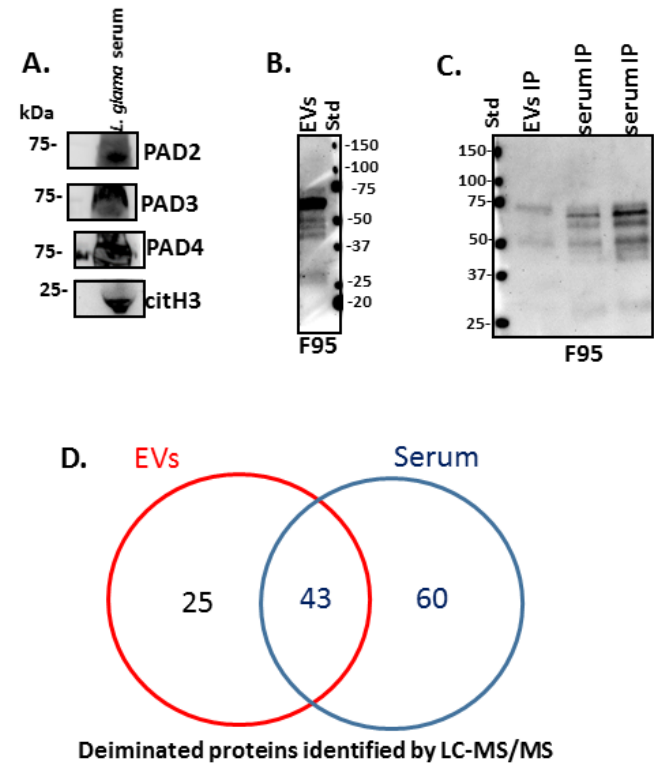 A.
L. glama serum
kDa
75-
PAD2
75-
PAD3
75-
PAD4
25-
citH3
B.
EVs
Std
-150
-100
-75
-50
-37
-25
-20
F95
C.
Std
EVs IP
serum IP
serum IP
150-
100-
75-
50-
37-
25-
F95
D.
EVs
Serum
25
43
60
Deiminated proteins identified by LC-MS/MS